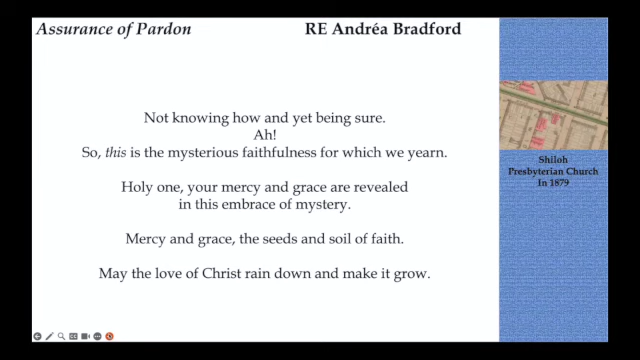 Assurance of Pardon
RE Andréa Bradford
Not knowing how and yet being sure.
Ah!
So, this is the mysterious faithfulness for which we yearn.
Holy one, your mercy and grace are revealed
in this embrace of mystery.
Mercy and grace, the seeds and soil of faith.
May the love of Christ rain down and make it grow.
Shiloh
Presbyterian Church
In 1879